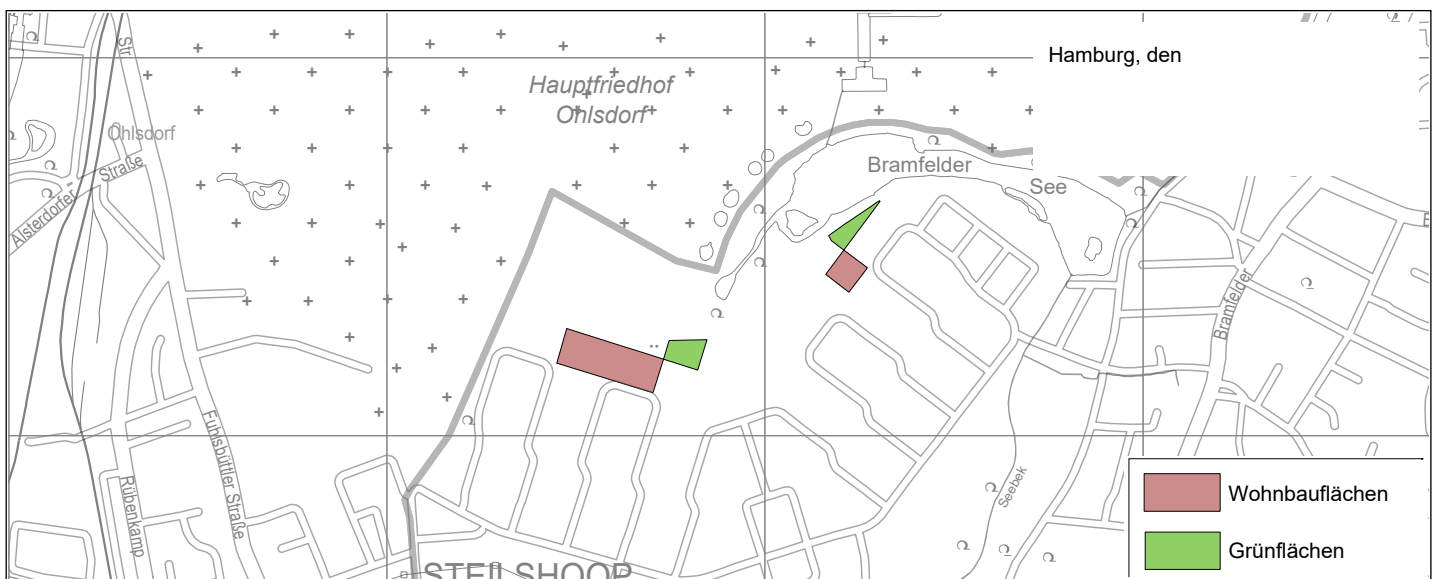 Hamburg, den
Hauptfriedhof
Ohlsdorf
Str
Ohlsdorf
Alsterdorfer Straße
Bramfelder
See
Bramfelder
Fuhlsbüttler Straße
Rübenkamp
Seebek
STEILSHOOP
Wohnbauflächen
Grünflächen